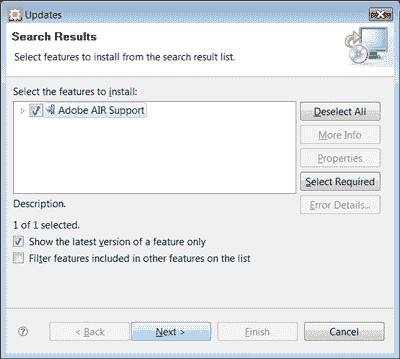 Updates
Search Results
Select features to install from the search result list.
Select the features to install:
Adobe AIR Support
Deselect All
More Info
Properties
Select Required
Error Details...
Description.
1 of 1 selected.
Show the latest version of a feature only
Filter features included in other features on the list
?
< Back
Next >
Finish
Cancel